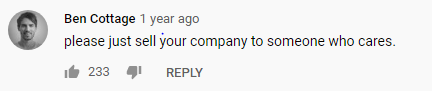 Ben Cottage 1 year ago
please just sell your company to someone who cares.
233 REPLY